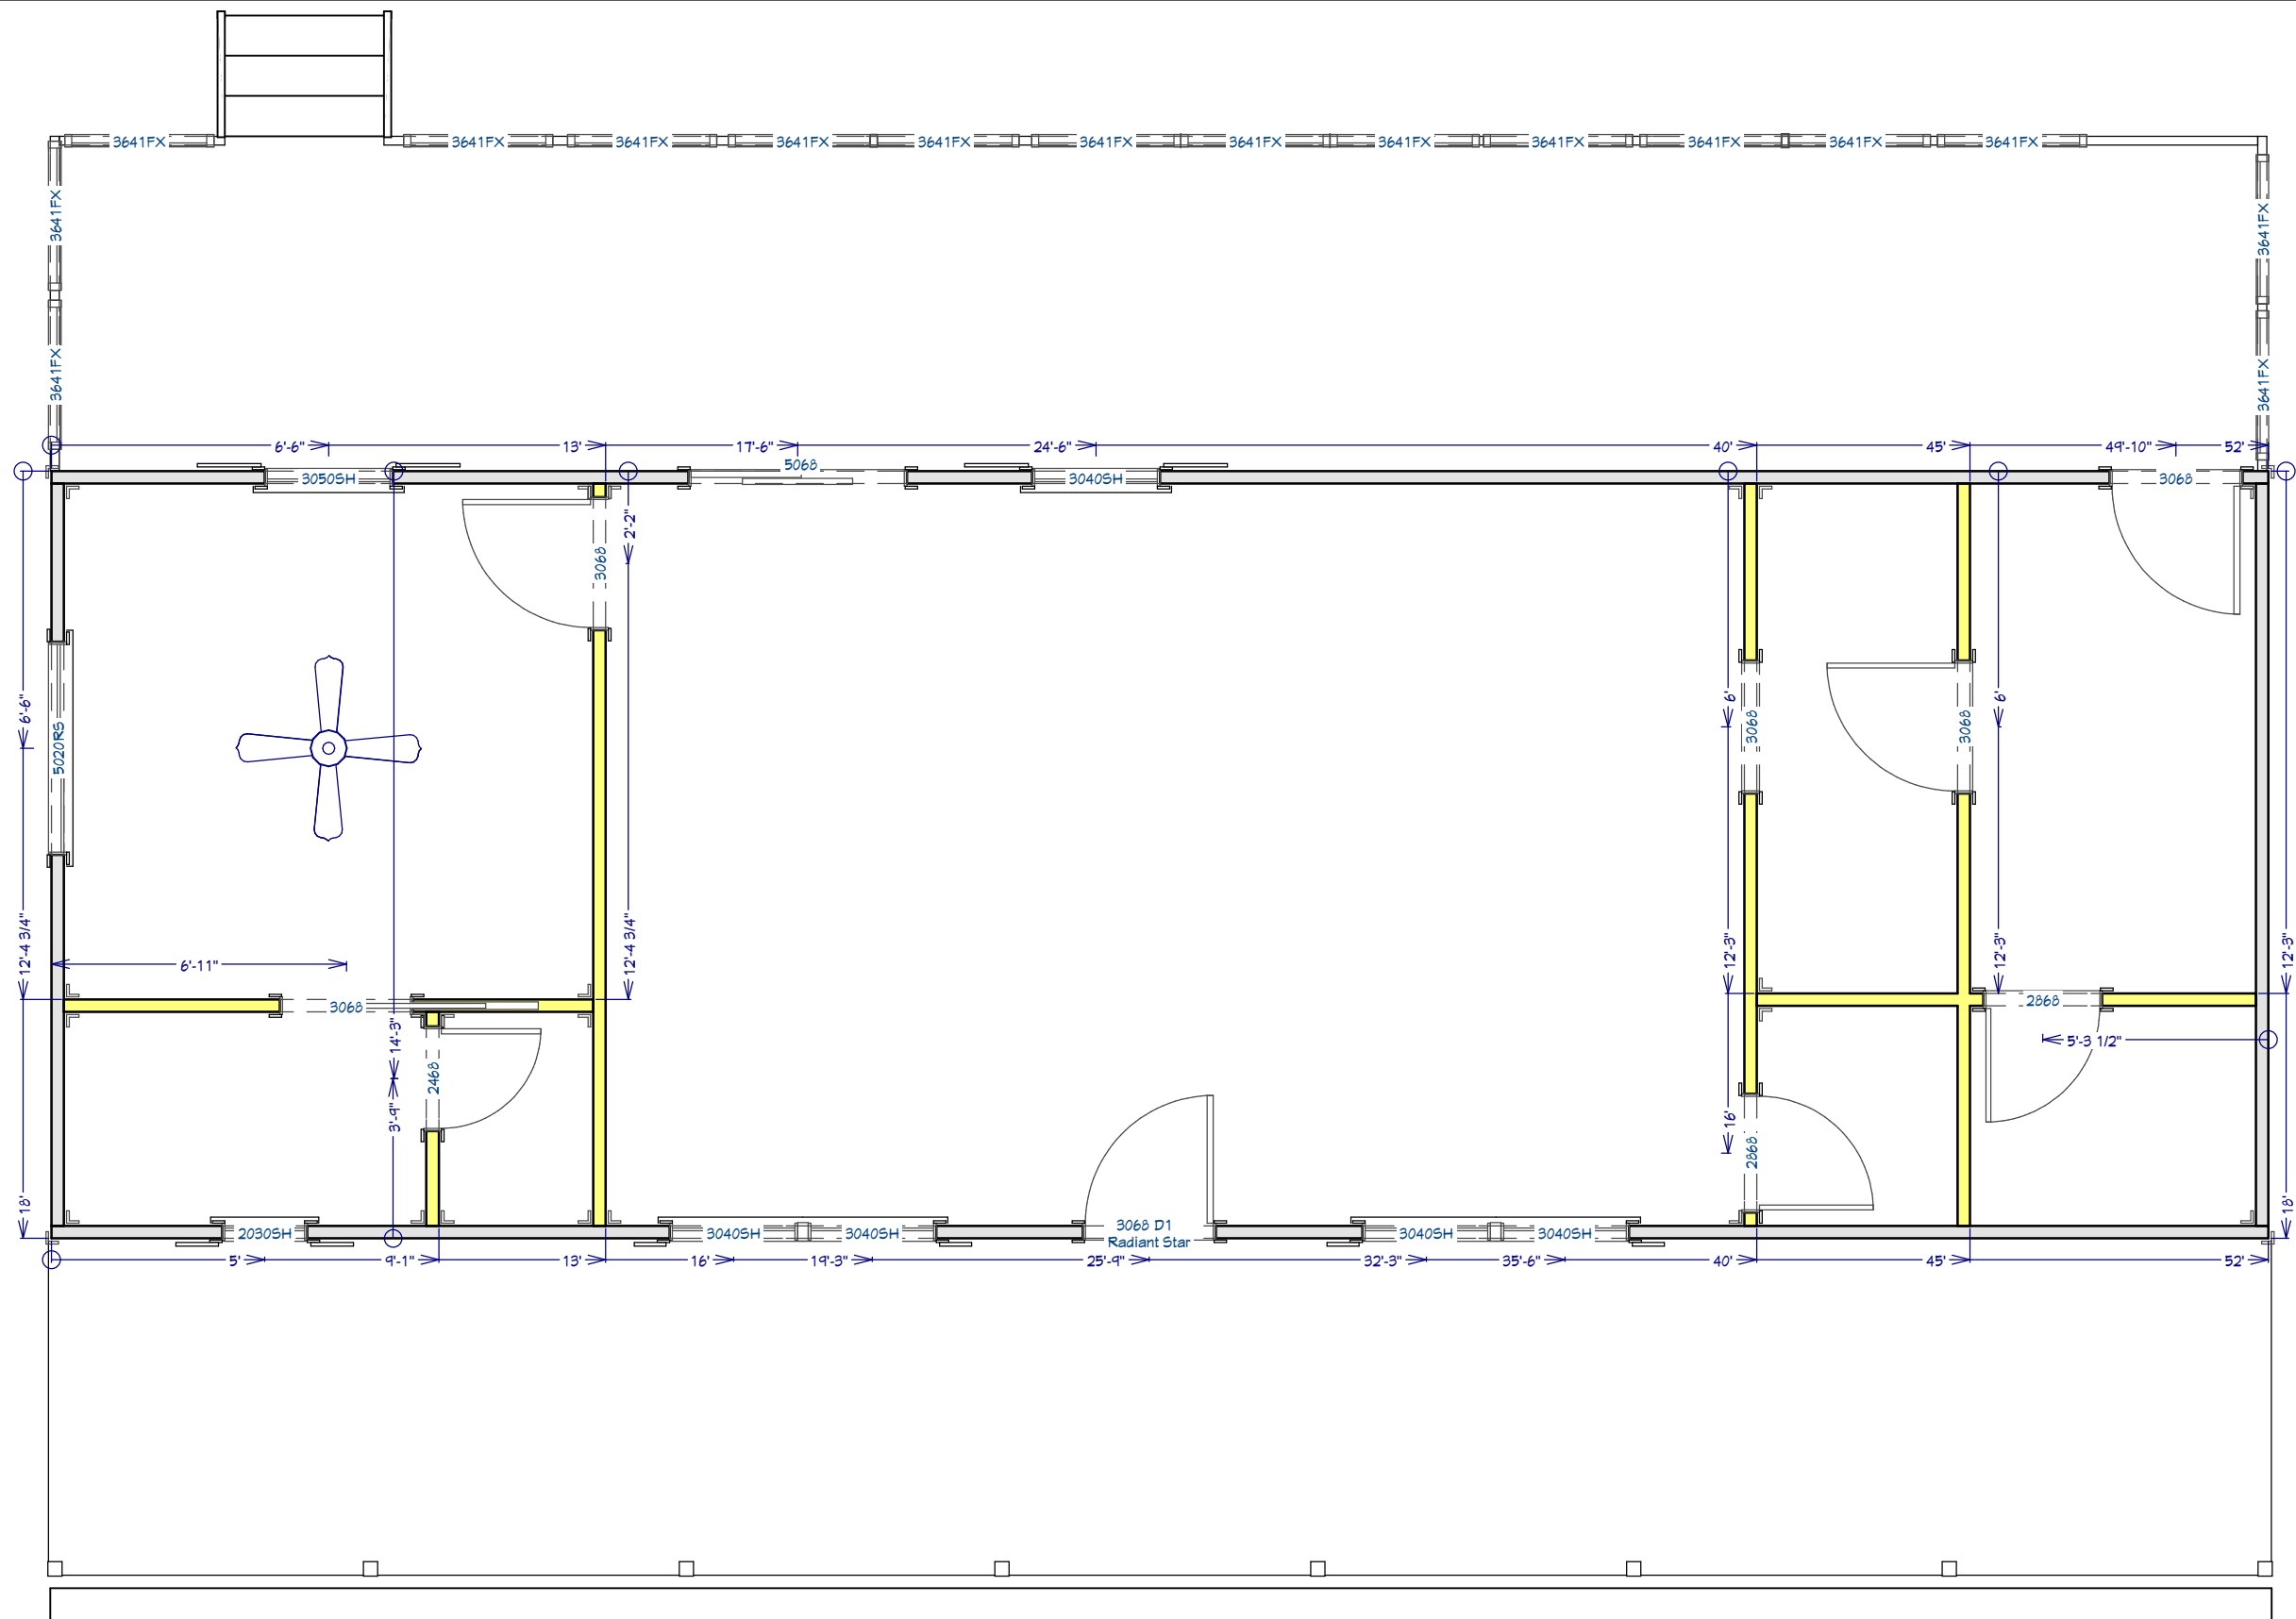 3641FX 3641FX 3641FX 3641FX 3641FX 3641FX 3641FX 3641FX 3641FX 3641FX 3641FX 3641FX
3641FX
3641FX
3641FX
3641FX
6'-6" 13' 17'-6" 24'-6" 40' 45' 49'-10" 52'
3050SH
5068
3040SH
3068
2'-2"
3068
6'-6"
5020RS
6'
3068
3068
6'
12'-4 3/4"
6'-11"
12'-4 3/4"
12'-3"
12'-3"
12'-3"
3068
2868
14'-3"
2468
5'-3 1/2"
3'-9"
16'
2868
18'
18'
2030SH
3040SH
3040SH
3068 D1
Radiant Star
3040SH
3040SH
5' 9'-1" 13' 16' 19'-3" 25'-9" 32'-3" 35'-6" 40' 45' 52'